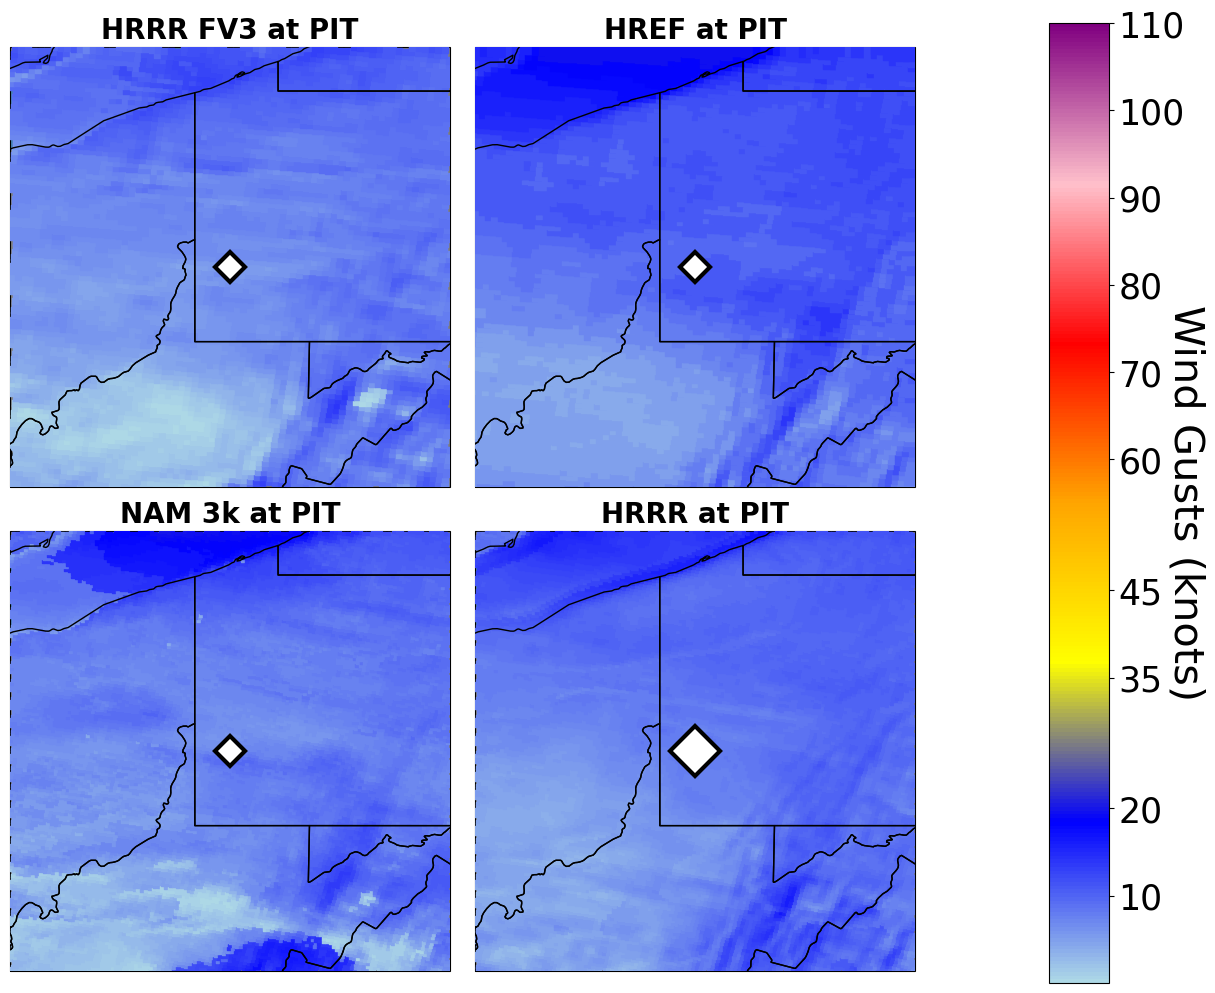 HRRR FV3 at PIT
HREF at PIT
NAM 3k at PIT
HRRR at PIT
110
100
90
80
70
60
45
35
20
10
Wind Gusts (knots)